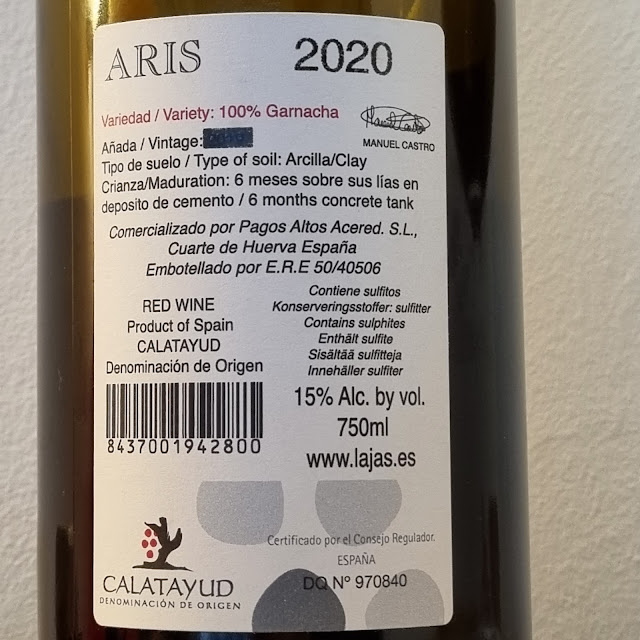 ARIS 2020
Variedad / Variety: 100% Garnacha
Añada / Vintage:
MANUEL CASTRO
Tipo de suelo / Type of soil: Arcilla/Clay
Crianza/Maduration: 6 meses sobre sus lías en
deposito de cemento / 6 months concrete tank
Comercializado por Pagos Altos Acered. S.L.,
Cuarte de Huerva España
Embotellado por E.R.E 50/40506
RED WINE
Product of Spain
CALATAYUD
Denominación de Origen
8437001942800
Contiene sulfitos
Konserveringsstoffer: sulfitter
Contains sulphites
Enthält sulfite
Sisältää sulfitteja
Innehåller sulfiter
15% Alc. by vol.
750ml
www.lajas.es
CALATAYUD
DENOMINACIÓN DE ORIGEN
Certificado por el Consejo Regulador.
ESPAÑA
DQ Nº 970840